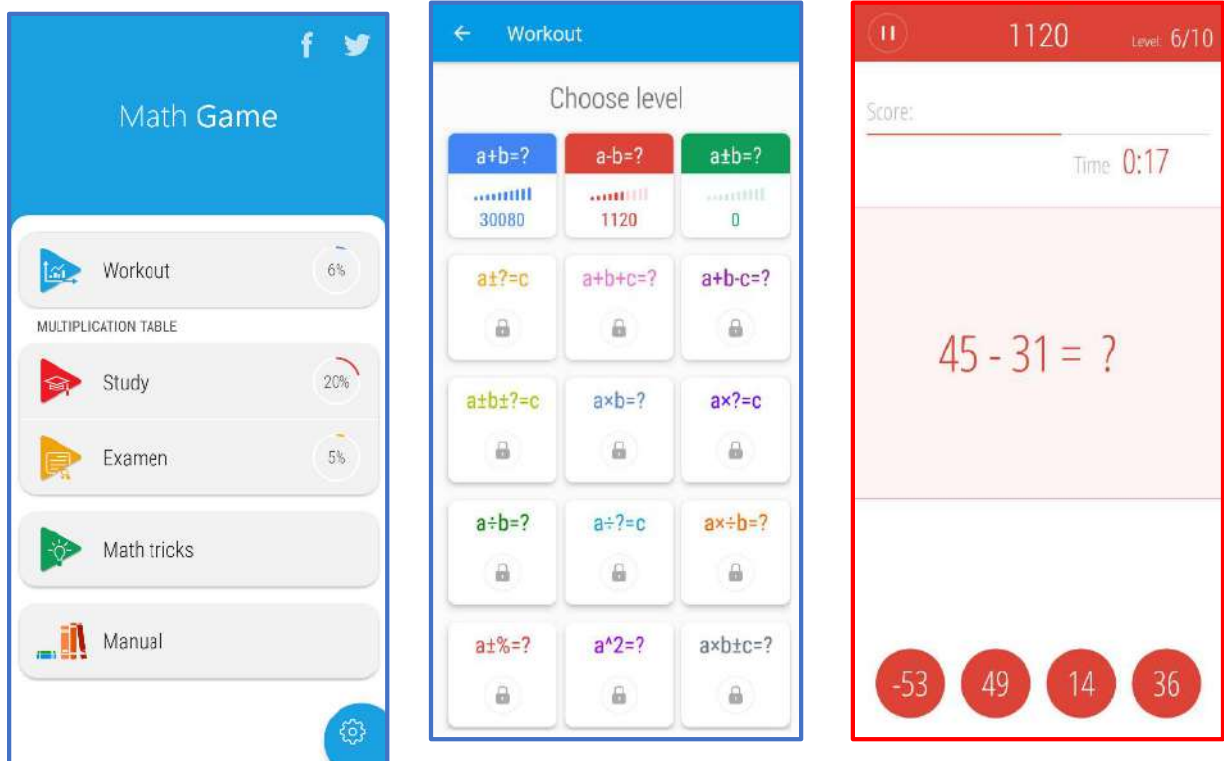 f
Math Game
Workout
6%
MULTIPLICATION TABLE
Study
20%
Examen
5%
Math tricks
Manual
← Workout
Choose level
a+b=? a-b=? a±b=?
30080 1120 0
a±?=c a+b+c=? a+b-c=?
a±b±?=c a×b=? a×?=c
a÷b=? a÷?=c a×÷b=?
a±%=? a^2=? a×b±c=?
1120 Level: 6/10
Score:
Time 0:17
45 - 31 = ?
-53 49 14 36